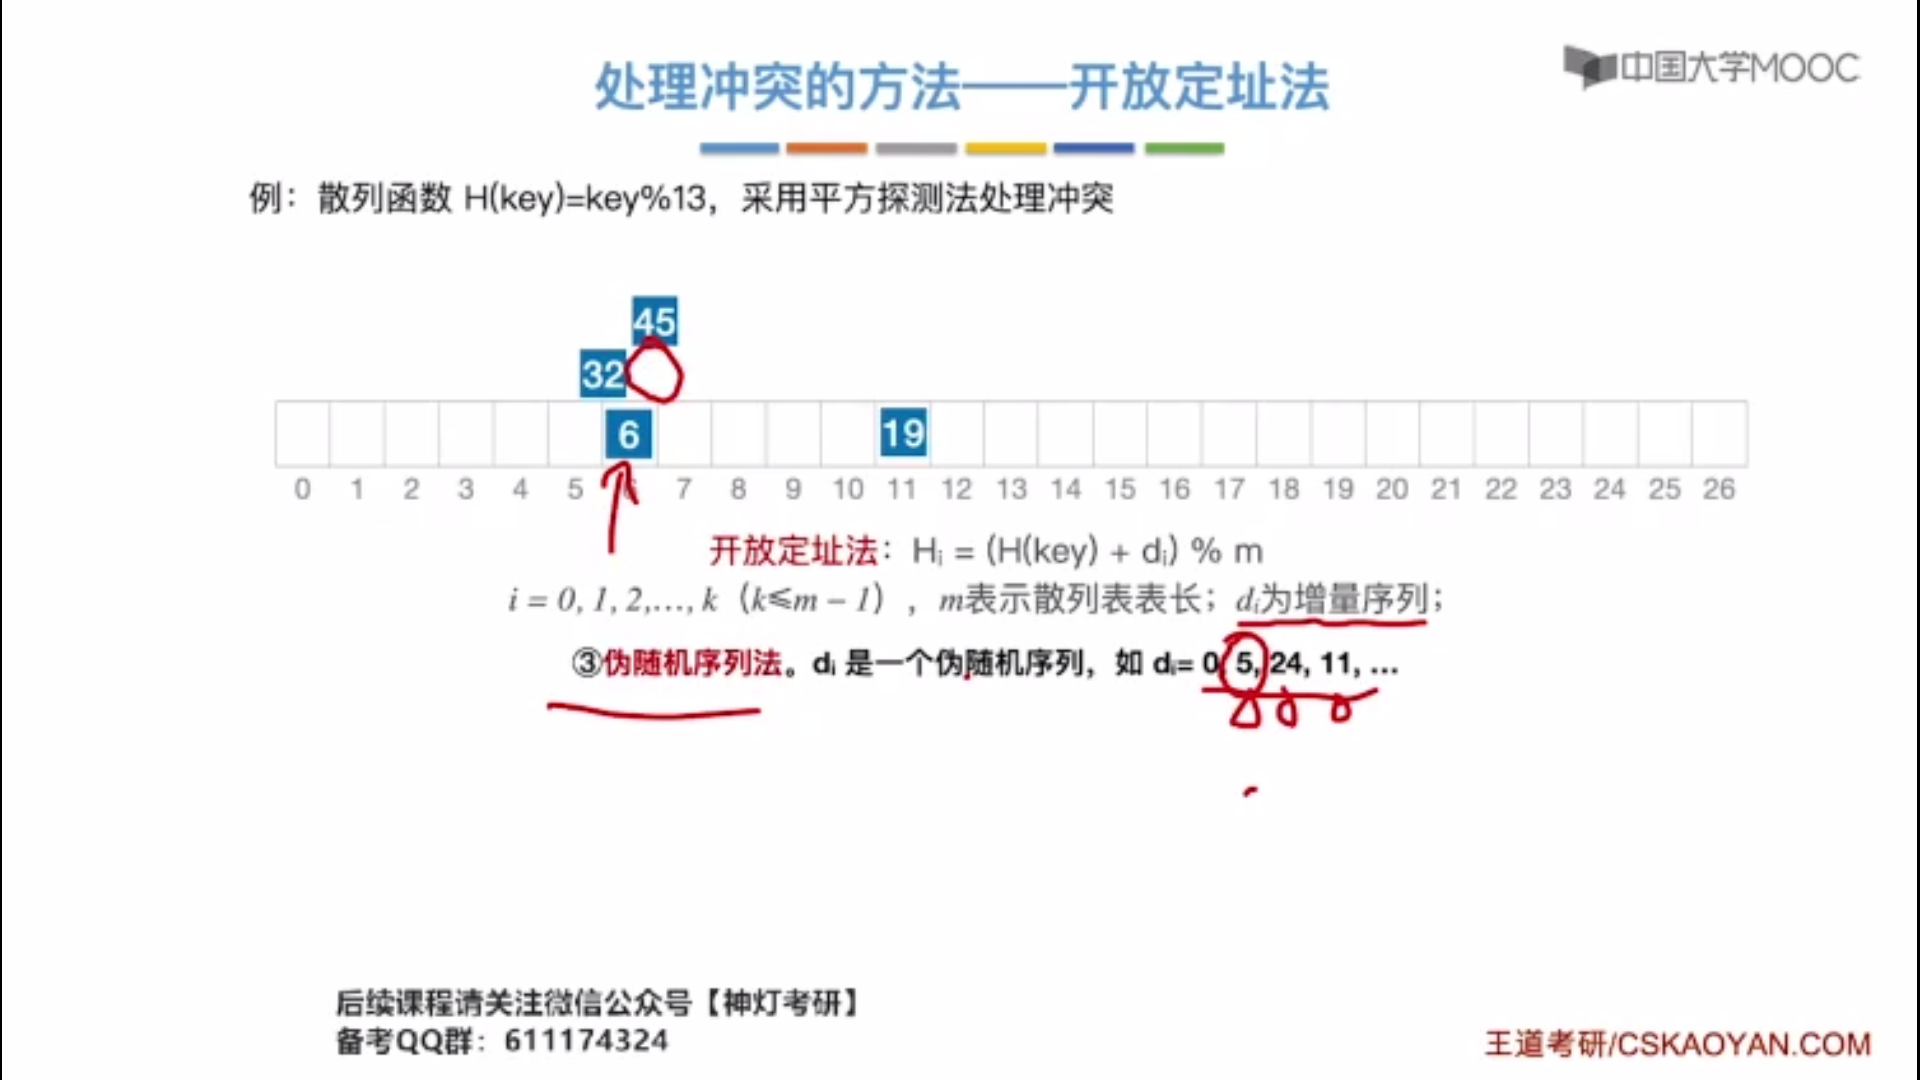 处理冲突的方法——开放定址法
中国大学MOOC
例：散列函数 H(key)=key%13，采用平方探测法处理冲突
45
32
6 19
0 1 2 3 4 5 6 7 8 9 10 11 12 13 14 15 16 17 18 19 20 21 22 23 24 25 26
开放定址法：Hᵢ = (H(key) + dᵢ) % m
i = 0, 1, 2,…, k（k≤m – 1），m表示散列表表长；dᵢ为增量序列；
③伪随机序列法。dᵢ 是一个伪随机序列，如 dᵢ= 0, 5, 24, 11, …
后续课程请关注微信公众号【神灯考研】
备考QQ群：611174324
王道考研/CSKAOYAN.COM